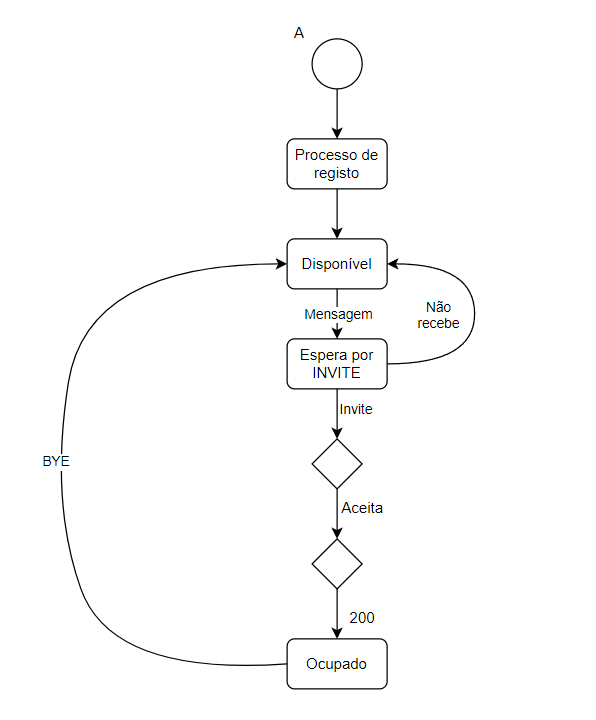 A
Processo de
registo
Disponível
Mensagem
Não
recebe
Espera por
INVITE
Invite
BYE
Aceita
200
Ocupado